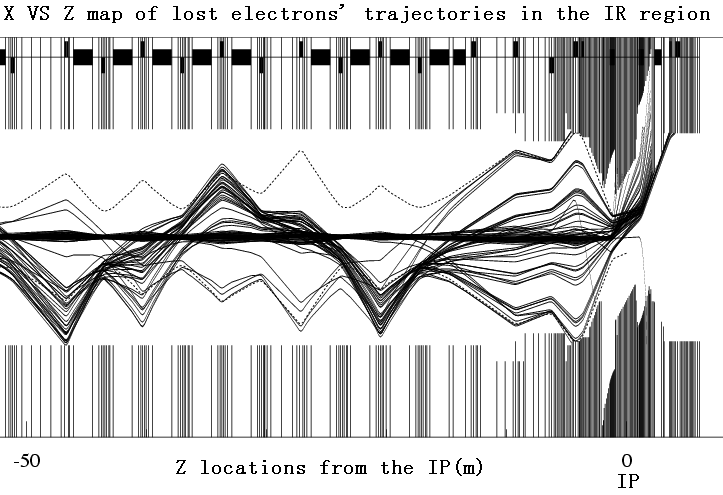 X VS Z map of lost electrons' trajectories in the IR region
-50
Z locations from the IP(m)
0
IP